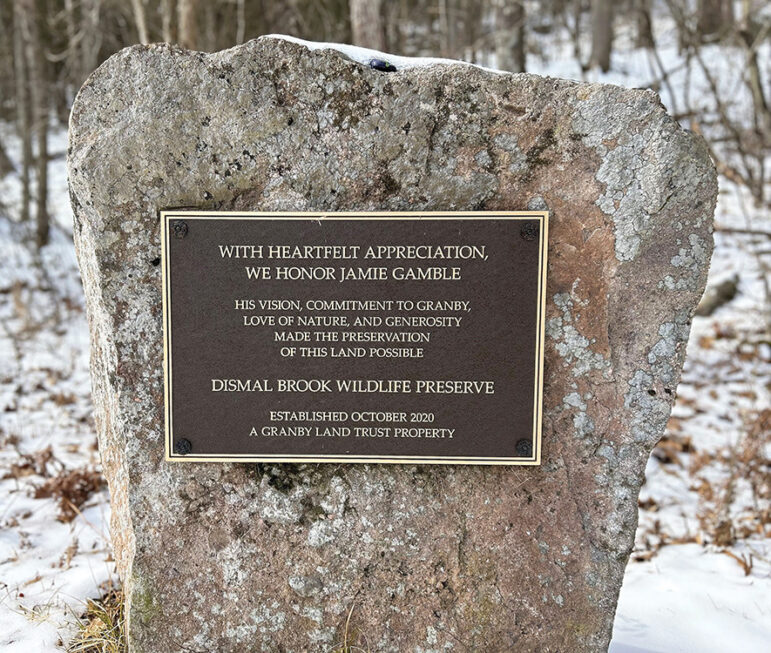 WITH HEARTFELT APPRECIATION,
WE HONOR JAMIE GAMBLE
HIS VISION, COMMITMENT TO GRANBY,
LOVE OF NATURE, AND GENEROSITY
MADE THE PRESERVATION
OF THIS LAND POSSIBLE
DISMAL BROOK WILDLIFE PRESERVE
ESTABLISHED OCTOBER 2020
A GRANBY LAND TRUST PROPERTY